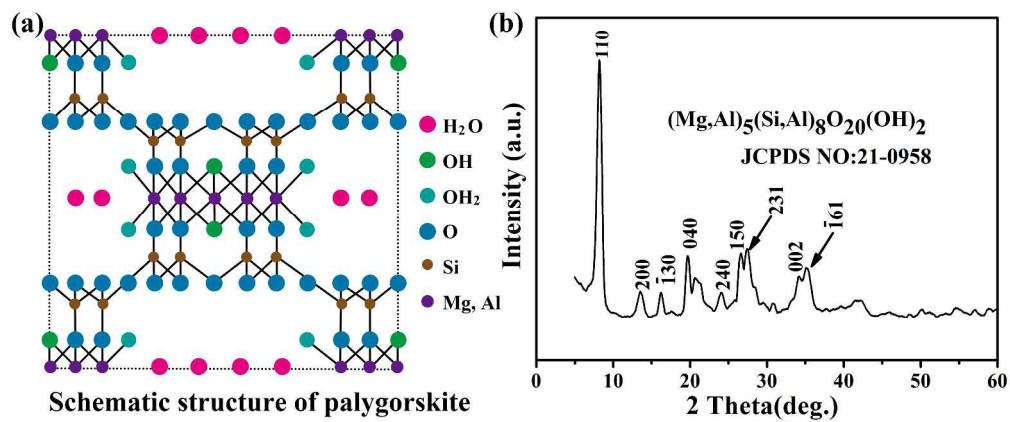 (a)
H₂O
OH
OH₂
O
Si
Mg, Al
Schematic structure of palygorskite
(b)
Intensity (a.u.)
110
200
1̄30
040
240
150
231
002
1̄61
(Mg,Al)₅(Si,Al)₈O₂₀(OH)₂
JCPDS NO:21-0958
0 10 20 30 40 50 60
2 Theta(deg.)